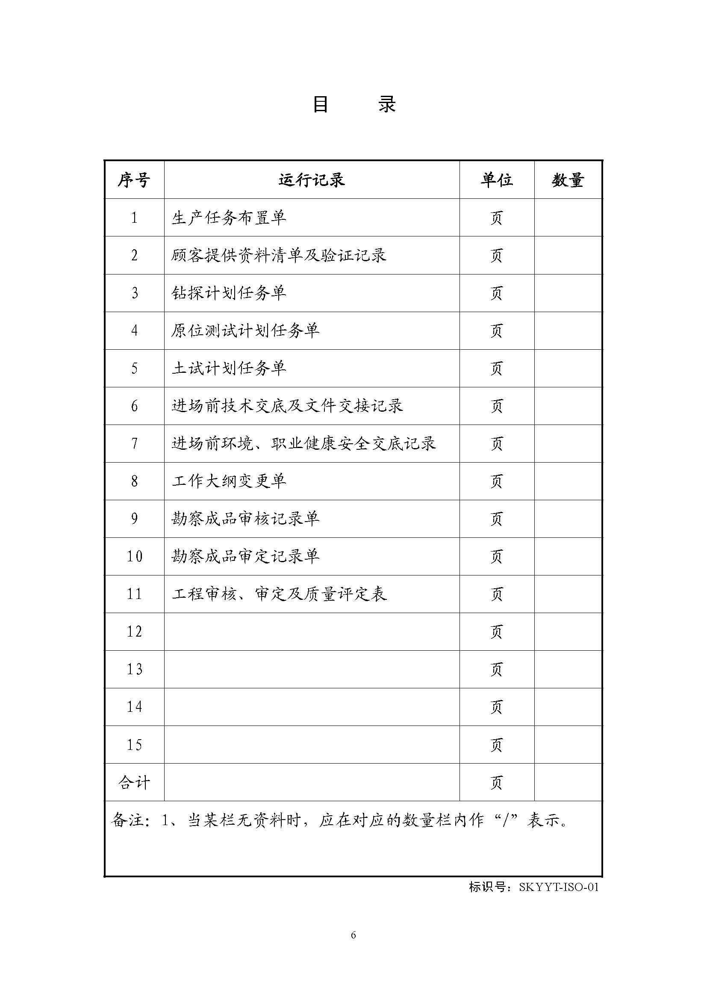 目 录
序号 运行记录 单位 数量
1 生产任务布置单 页
2 顾客提供资料清单及验证记录 页
3 钻探计划任务单 页
4 原位测试计划任务单 页
5 土试计划任务单 页
6 进场前技术交底及文件交接记录 页
7 进场前环境、职业健康安全交底记录 页
8 工作大纲变更单 页
9 勘察成品审核记录单 页
10 勘察成品审定记录单 页
11 工程审核、审定及质量评定表 页
12 页
13 页
14 页
15 页
合计 页
备注：1、当某栏无资料时，应在对应的数量栏内作“/”表示。
标识号：SKYYT-ISO-01
6